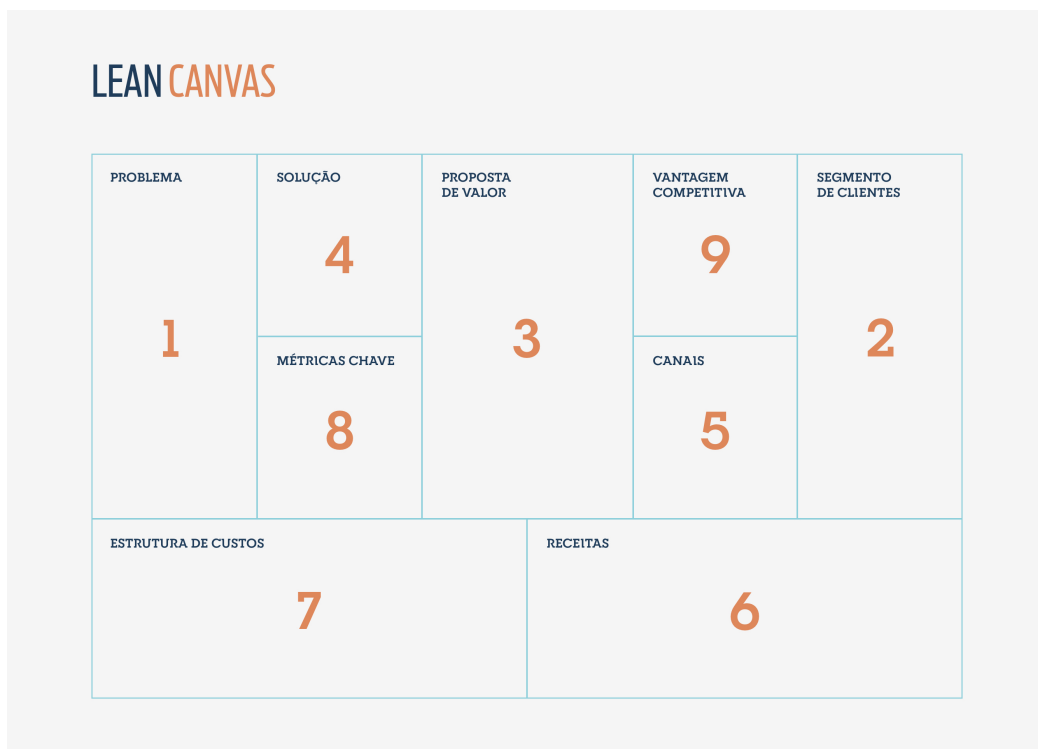 LEAN CANVAS
PROBLEMA
1
SOLUÇÃO
4
MÉTRICAS CHAVE
8
PROPOSTA
DE VALOR
3
VANTAGEM
COMPETITIVA
9
CANAIS
5
SEGMENTO
DE CLIENTES
2
ESTRUTURA DE CUSTOS
7
RECEITAS
6